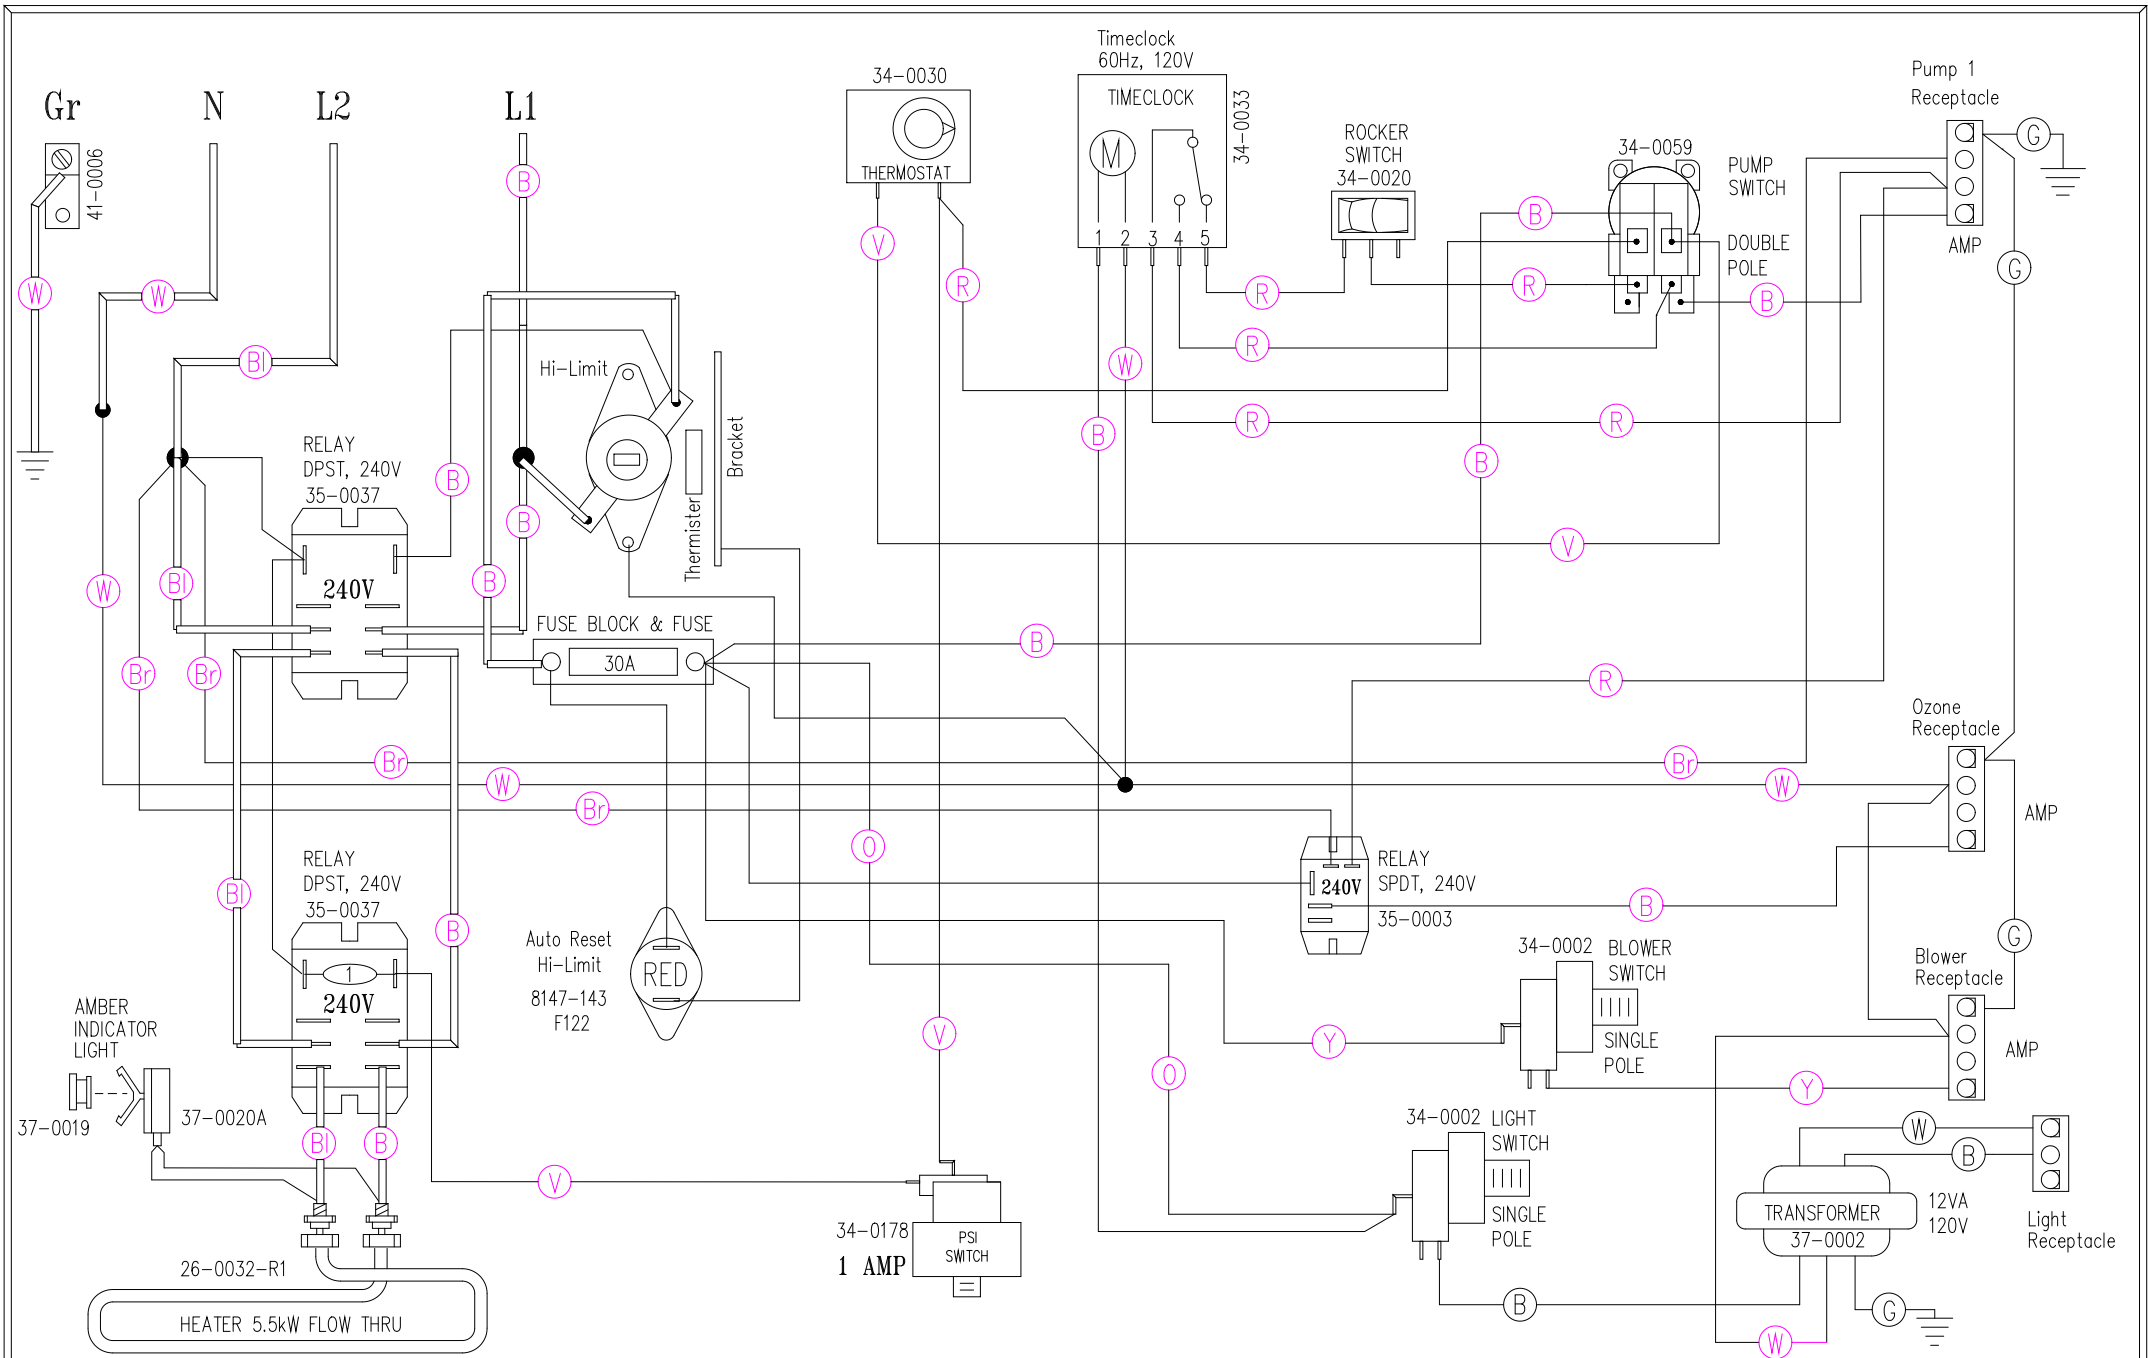 Gr
N
L2
L1
41-0006
W
W
B
Bl
34-0030
THERMOSTAT
V
R
Timeclock
60Hz, 120V
TIMECLOCK
M
1 2 3 4 5
34-0033
ROCKER
SWITCH
34-0020
34-0059
PUMP
SWITCH
DOUBLE
POLE
Pump 1
Receptacle
AMP
G
G
B
R
R
B
R
W
R
R
B
B
V
Hi-Limit
Thermister
Bracket
RELAY
DPST, 240V
35-0037
240V
B
B
B
W
Bl
Br
Br
FUSE BLOCK & FUSE
30A
B
R
Br
Br
W
W
Br
O
Ozone
Receptacle
AMP
RELAY
SPDT, 240V
35-0003
240V
B
RELAY
DPST, 240V
35-0037
1
240V
Bl
B
Auto Reset
Hi-Limit
8147-143
F122
RED
V
Y
O
34-0002
BLOWER
SWITCH
SINGLE
POLE
Blower
Receptacle
AMP
G
Y
AMBER
INDICATOR
LIGHT
37-0019
37-0020A
Bl
B
V
34-0178
1 AMP
PSI
SWITCH
34-0002
LIGHT
SWITCH
SINGLE
POLE
B
W
B
TRANSFORMER
37-0002
12VA
120V
Light
Receptacle
G
W
26-0032-R1
HEATER 5.5kW FLOW THRU